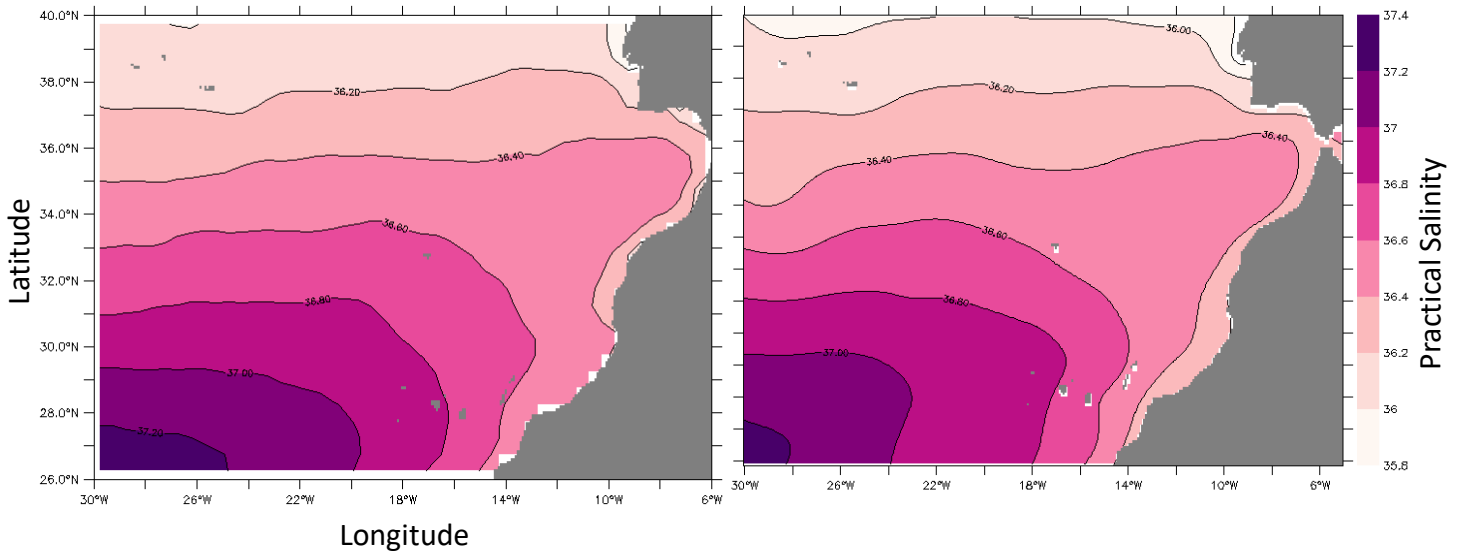 40.0°N
38.0°N
36.0°N
34.0°N
32.0°N
30.0°N
28.0°N
26.0°N
Latitude
36.20
36.40
36.60
36.80
37.00
37.20
30°W
26°W
22°W
18°W
14°W
10°W
6°W
Longitude
36.00
36.20
36.40
36.40
36.60
36.80
37.00
30°W
26°W
22°W
18°W
14°W
10°W
6°W
37.4
37.2
37
36.8
36.6
36.4
36.2
36
35.8
Practical Salinity